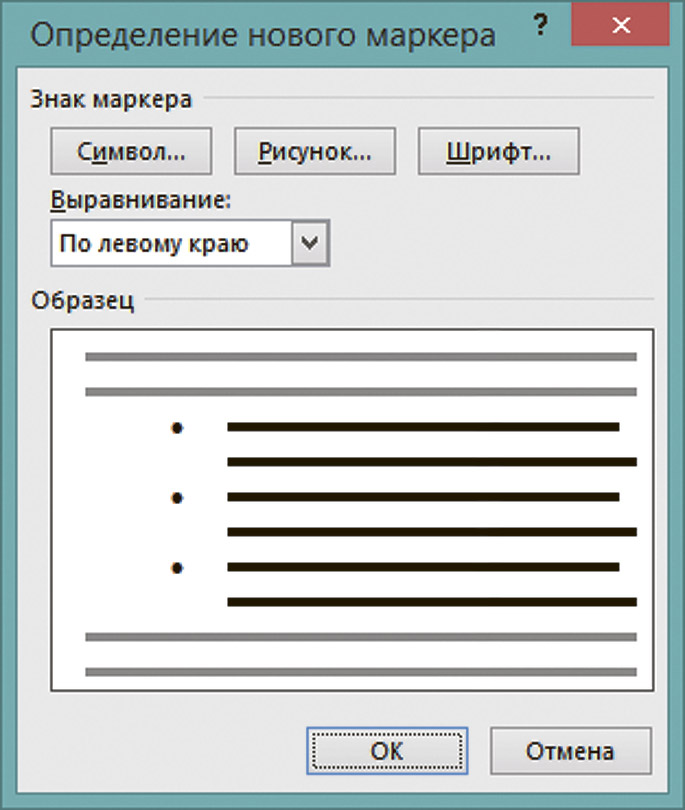 Определение нового маркера ?
Знак маркера
Символ... Рисунок... Шрифт...
Выравнивание:
По левому краю
Образец
ОК Отмена